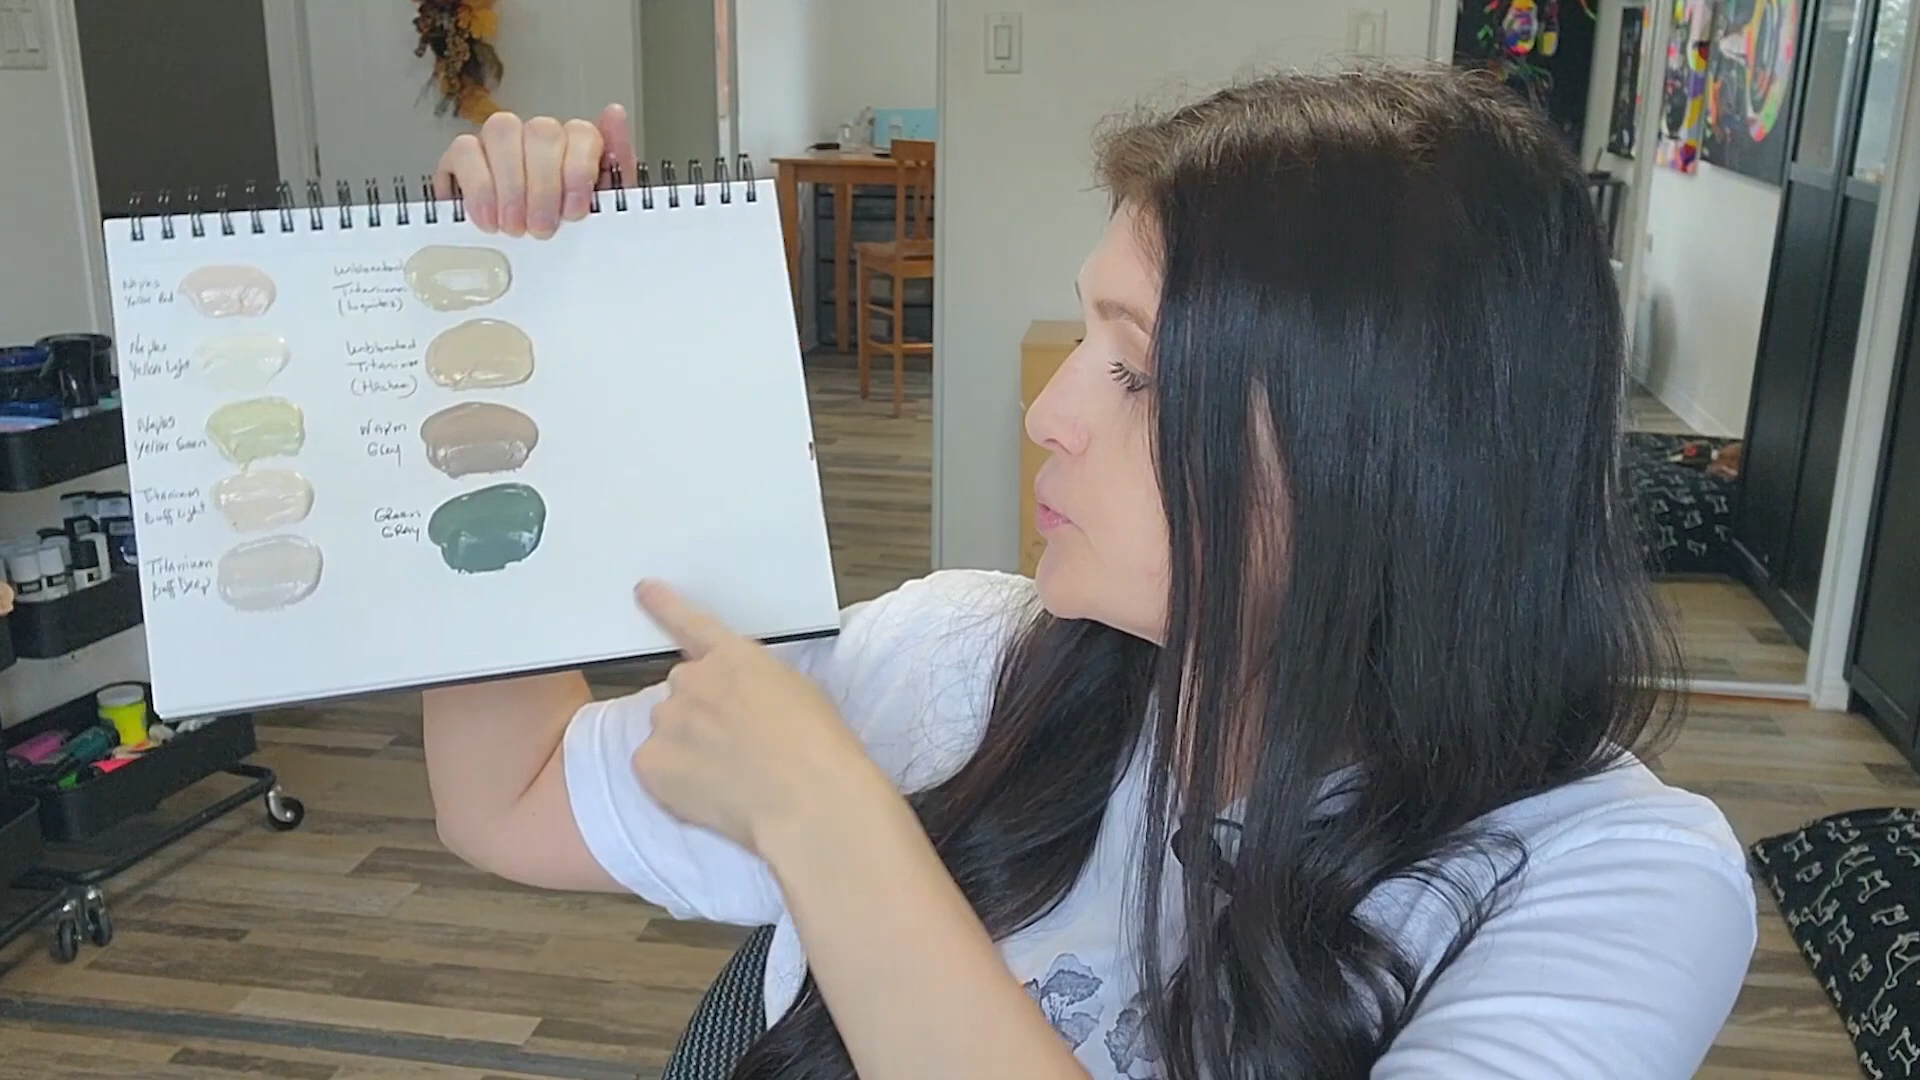 Naples
Yellow Red
Naples
Yellow Light
Naples
Yellow Green
Titanium
Buff Light
Titanium
Buff Deep
Unbleached
Titanium
(Liquitex)
Unbleached
Titanium
Warm
Gray
Green
Gray